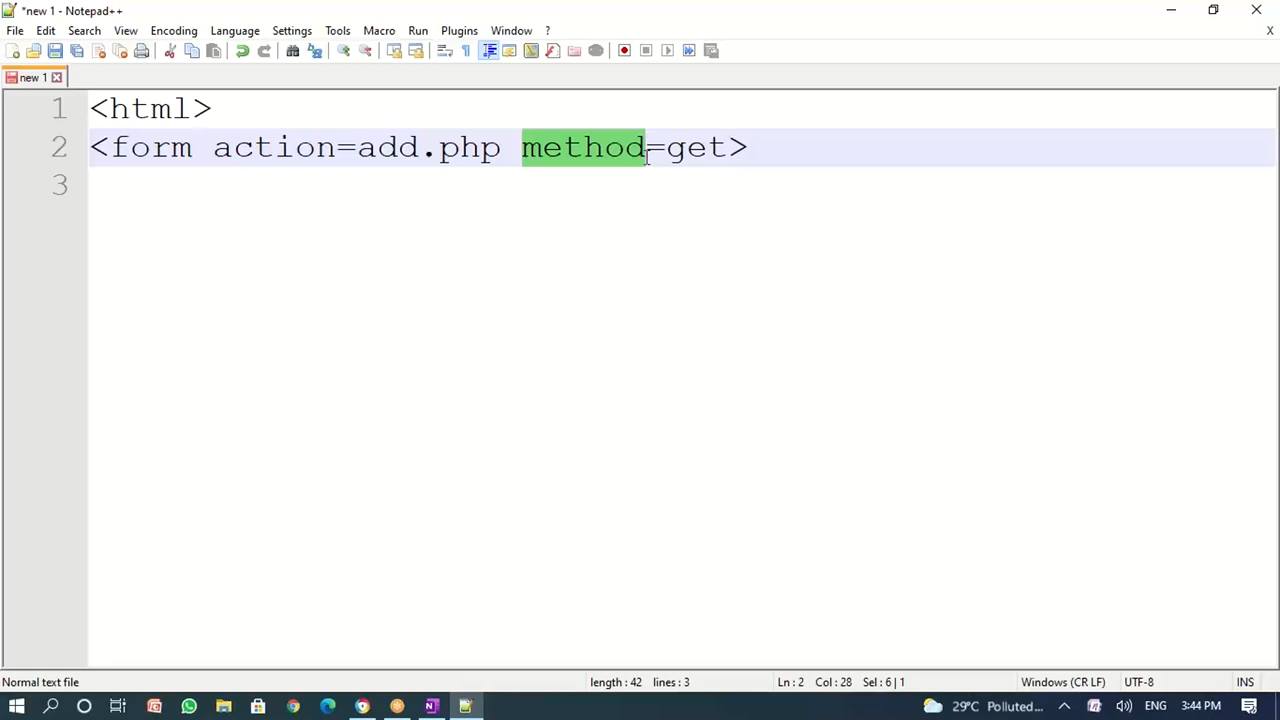 *new 1 - Notepad++
File Edit Search View Encoding Language Settings Tools Macro Run Plugins Window ? X
new 1
1 <html>
2 <form action=add.php method=get>
3
Normal text file length : 42 lines : 3 Ln : 2 Col : 28 Sel : 6 | 1 Windows (CR LF) UTF-8 INS
29°C Polluted... ENG 3:44 PM